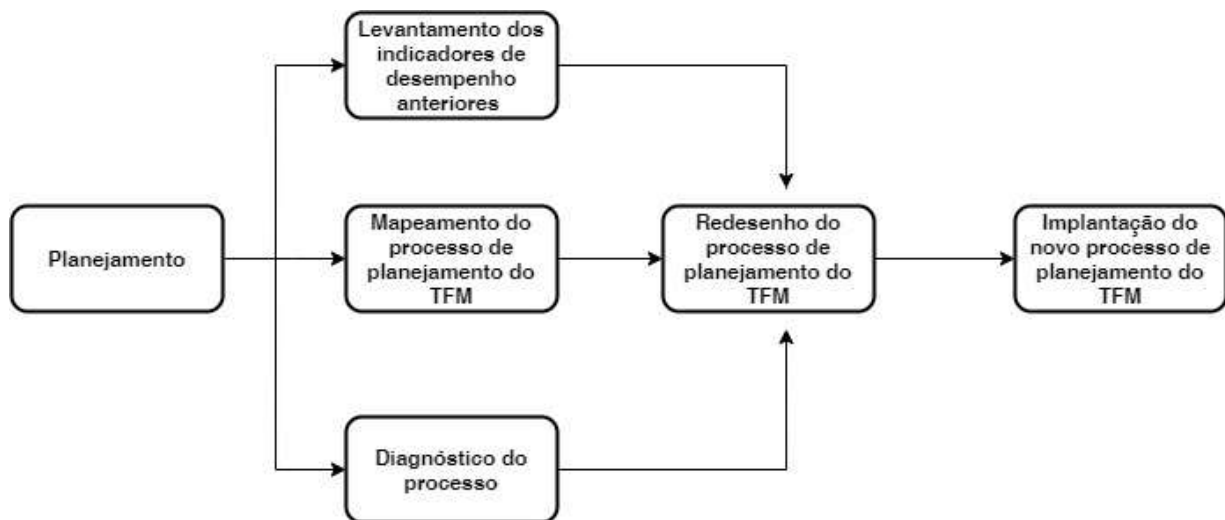 Levantamento dos
indicadores de
desempenho
anteriores
Planejamento
Mapeamento do
processo de
planejamento do
TFM
Redesenho do
processo de
planejamento do
TFM
Implantação do
novo processo de
planejamento do
TFM
Diagnóstico do
processo